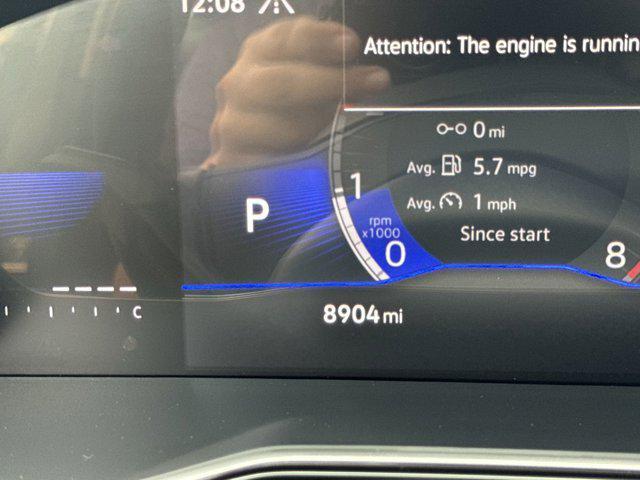 12:08
Attention: The engine is runnin
0 mi
Avg. 5.7 mpg
Avg. 1 mph
Since start
P
1
rpm
x1000
0
8
C
8904 mi